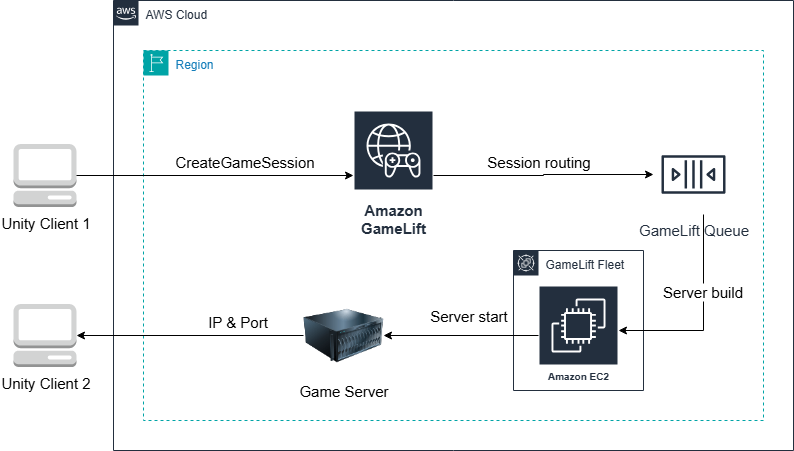 aws
AWS Cloud
Region
CreateGameSession
Session routing
Unity Client 1
Amazon
GameLift
GameLift Queue
GameLift Fleet
Server build
IP & Port
Server start
Unity Client 2
Game Server
Amazon EC2